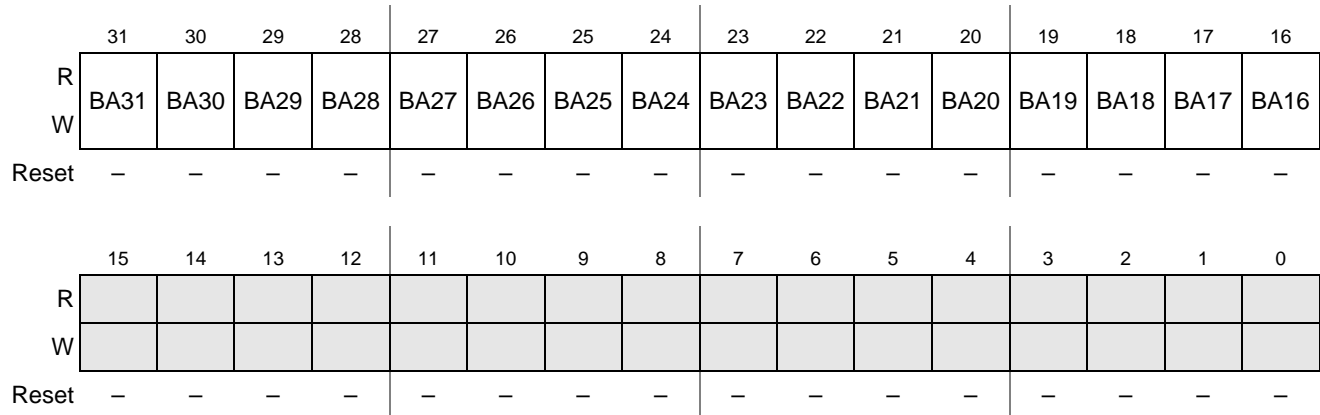 31 30 29 28 27 26 25 24 23 22 21 20 19 18 17 16
R
BA31 BA30 BA29 BA28 BA27 BA26 BA25 BA24 BA23 BA22 BA21 BA20 BA19 BA18 BA17 BA16
W
Reset – – – – – – – – – – – – – – – –
15 14 13 12 11 10 9 8 7 6 5 4 3 2 1 0
R
W
Reset – – – – – – – – – – – – – – – –